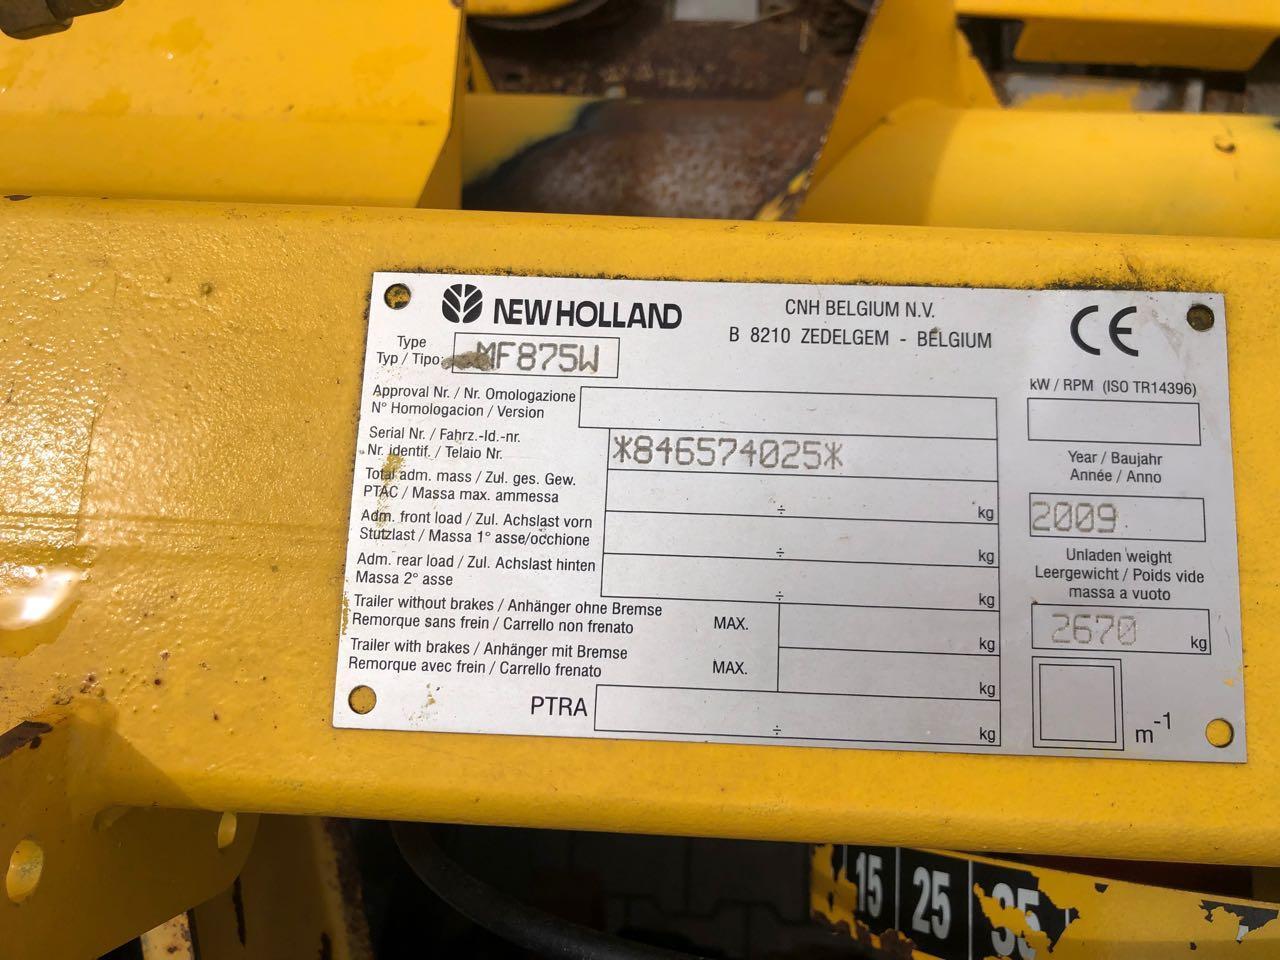 NEW HOLLAND
CNH BELGIUM N.V.
B 8210 ZEDELGEM - BELGIUM
CE
Type
Typ / Tipo: MF875W
Approval Nr. / Nr. Omologazione
N° Homologacion / Version
Serial Nr. / Fahrz.-Id.-nr.
Nr. identif. / Telaio Nr.
*846574025*
Total adm. mass / Zul. ges. Gew.
PTAC / Massa max. ammessa
÷ kg
Adm. front load / Zul. Achslast vorn
Stutzlast / Massa 1° asse/occhione
÷ kg
Adm. rear load / Zul. Achslast hinten
Massa 2° asse
÷ kg
Trailer without brakes / Anhänger ohne Bremse
Remorque sans frein / Carrello non frenato
MAX. kg
Trailer with brakes / Anhänger mit Bremse
Remorque avec frein / Carrello frenato
MAX. kg
PTRA ÷ kg
kW / RPM (ISO TR14396)
Year / Baujahr
Année / Anno
2009
Unladen weight
Leergewicht / Poids vide
massa a vuoto
2670 kg
m-1
15 25 35